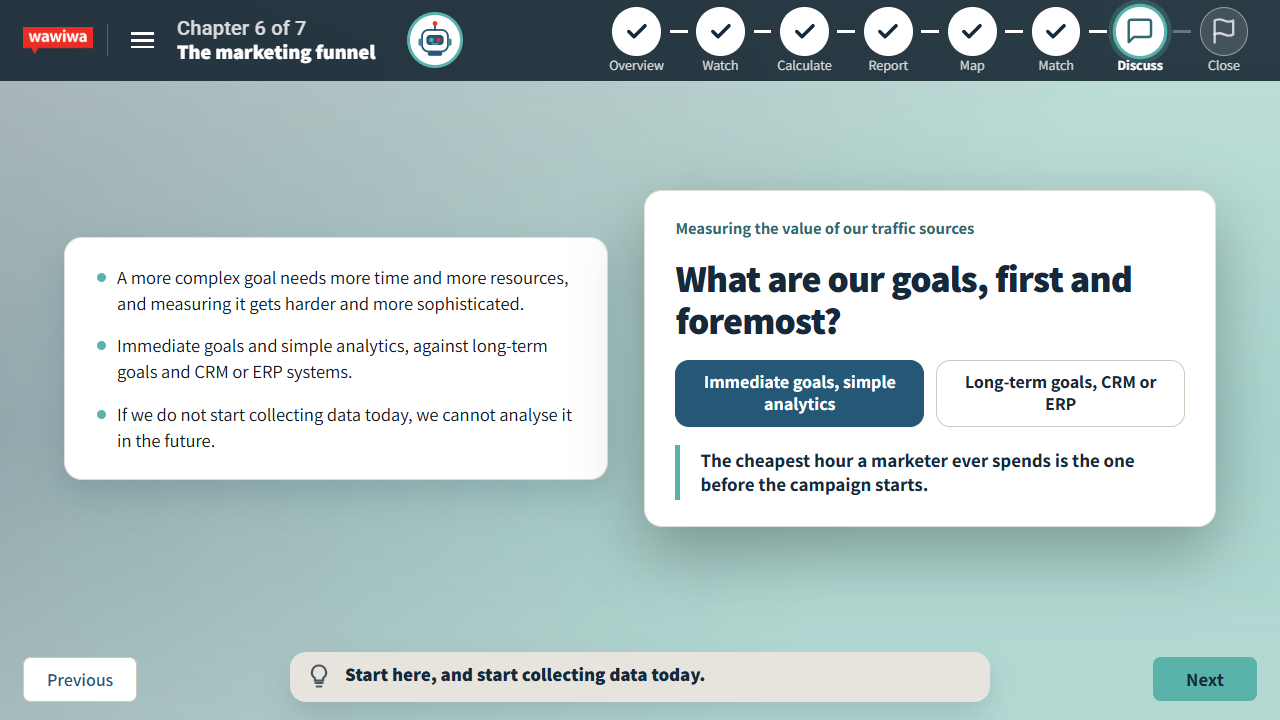 wawiwa
Chapter 6 of 7
The marketing funnel
Overview
Watch
Calculate
Report
Map
Match
Discuss
Close
A more complex goal needs more time and more resources,
and measuring it gets harder and more sophisticated.
Immediate goals and simple analytics, against long-term
goals and CRM or ERP systems.
If we do not start collecting data today, we cannot analyse it
in the future.
Measuring the value of our traffic sources
What are our goals, first and
foremost?
Immediate goals, simple
analytics
Long-term goals, CRM or
ERP
The cheapest hour a marketer ever spends is the one
before the campaign starts.
Previous
Start here, and start collecting data today.
Next